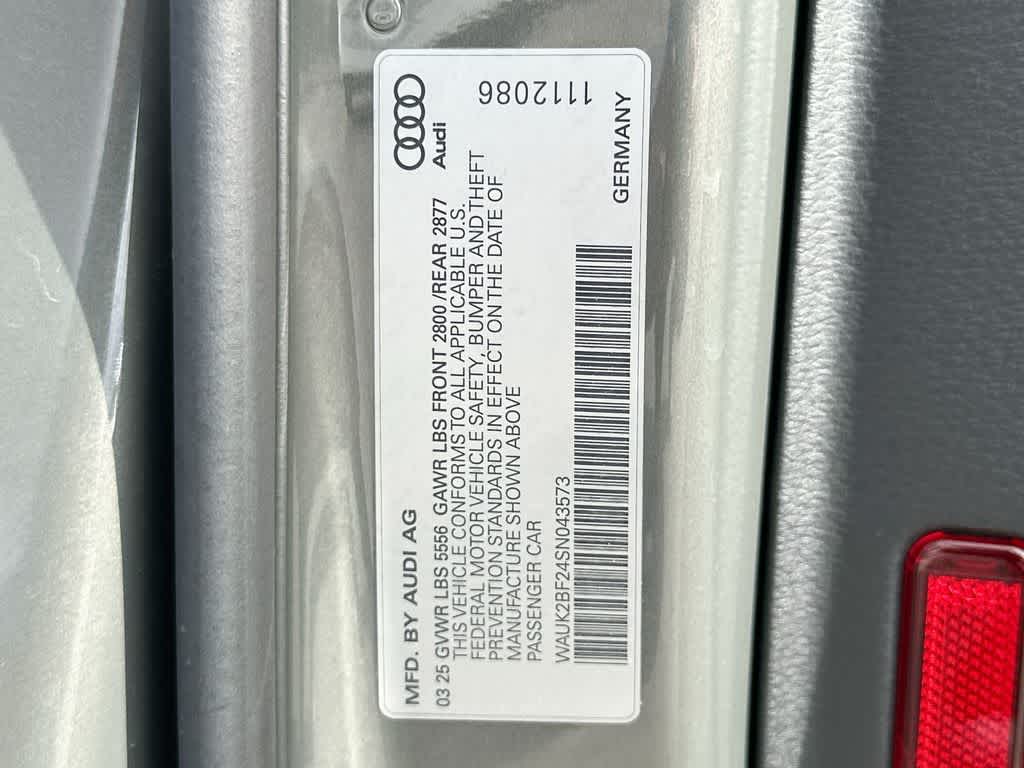 MFD. BY AUDI AG
Audi
03 25 GVWR LBS 5556 GAWR LBS FRONT 2800 /REAR 2877
THIS VEHICLE CONFORMS TO ALL APPLICABLE U.S.
FEDERAL MOTOR VEHICLE SAFETY, BUMPER AND THEFT
PREVENTION STANDARDS IN EFFECT ON THE DATE OF
MANUFACTURE SHOWN ABOVE
PASSENGER CAR
WAUK2BF24SN043573
GERMANY
1112086